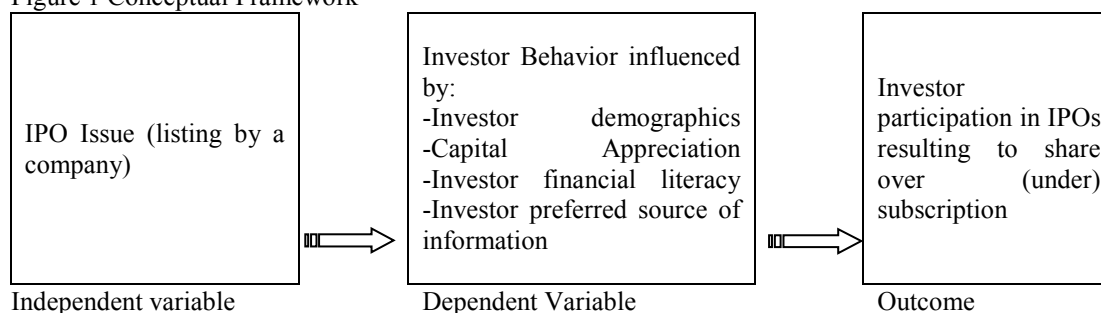 Figure 1 Conceptual Framework
IPO Issue (listing by a
company)
Investor Behavior influenced
by:
-Investor demographics
-Capital Appreciation
-Investor financial literacy
-Investor preferred source of
information
Investor
participation in IPOs
resulting to share
over (under)
subscription
Independent variable
Dependent Variable
Outcome